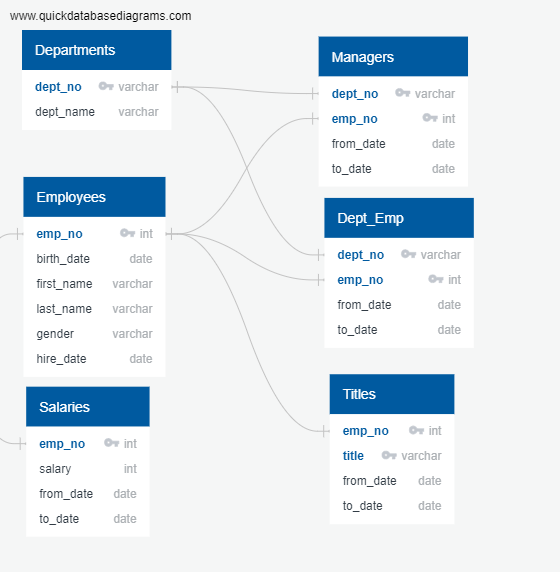 www.quickdatabasediagrams.com
Departments
dept_no varchar
dept_name varchar
Employees
emp_no int
birth_date date
first_name varchar
last_name varchar
gender varchar
hire_date date
Salaries
emp_no int
salary int
from_date date
to_date date
Managers
dept_no varchar
emp_no int
from_date date
to_date date
Dept_Emp
dept_no varchar
emp_no int
from_date date
to_date date
Titles
emp_no int
title varchar
from_date date
to_date date